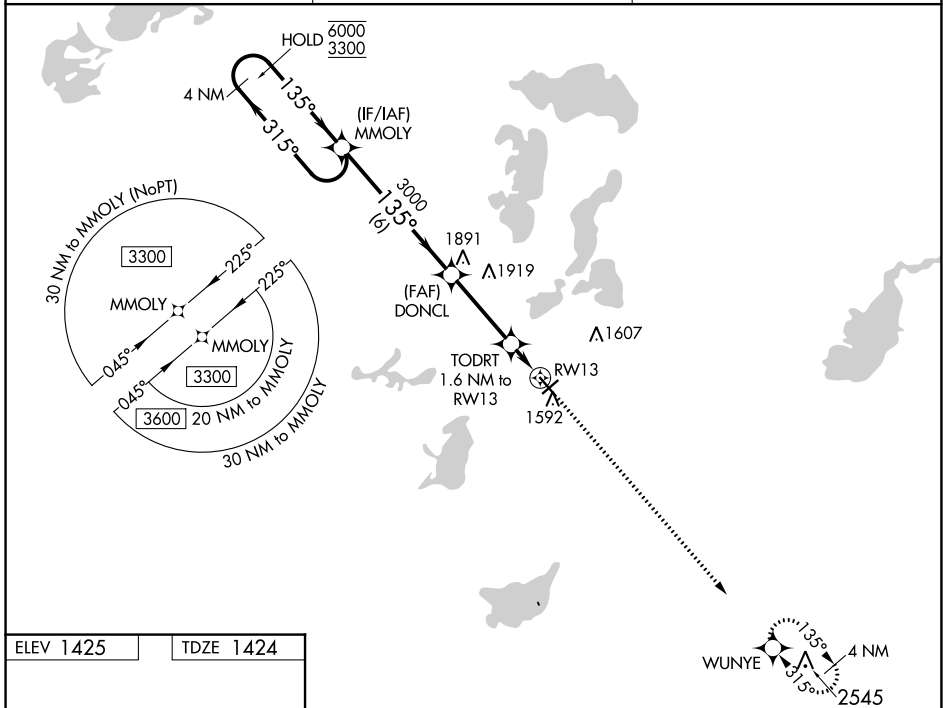 HOLD 6000
3300
4 NM
135°
315°
(IF/IAF)
MMOLY
3000
135°
(6)
30 NM to MMOLY (NoPT)
3300
225°
225°
MMOLY
MMOLY
045°
045°
3300
3600 20 NM to MMOLY
30 NM to MMOLY
1891
1919
(FAF)
DONCL
1607
TODRT
1.6 NM to
RW13
RW13
1592
ELEV 1425
TDZE 1424
WUNYE
135°
315°
4 NM
2545